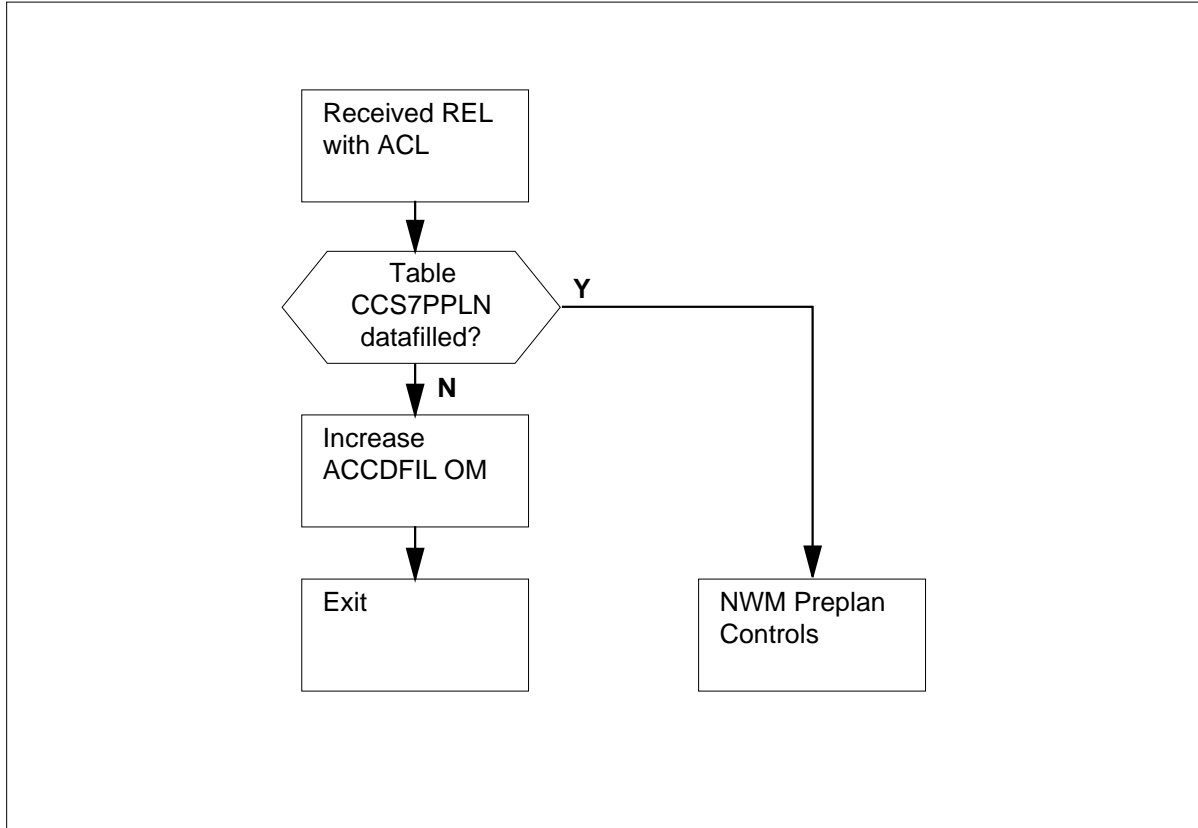 Received REL
with ACL
Table
CCS7PPLN
datafilled?
Y
N
Increase
ACCDFIL OM
Exit
NWM Preplan
Controls